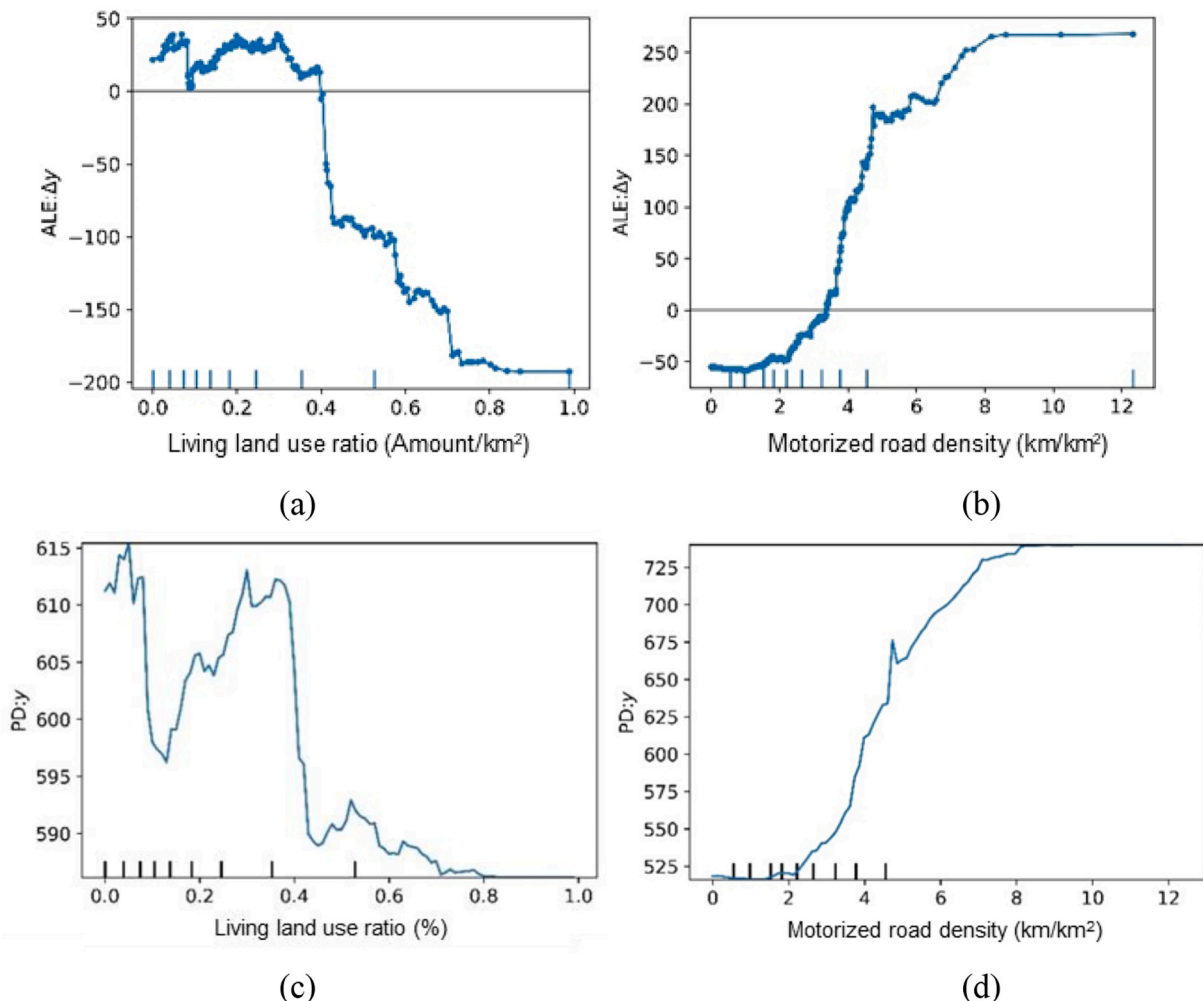 50
0
−50
−100
−150
−200
ALE:Δy
0.0 0.2 0.4 0.6 0.8 1.0
Living land use ratio (Amount/km²)
(a)
250
200
150
100
50
0
−50
ALE:Δy
0 2 4 6 8 10 12
Motorized road density (km/km²)
(b)
615
610
605
600
595
590
PD:y
0.0 0.2 0.4 0.6 0.8 1.0
Living land use ratio (%)
(c)
725
700
675
650
625
600
575
550
525
PD:y
0 2 4 6 8 10 12
Motorized road density (km/km²)
(d)